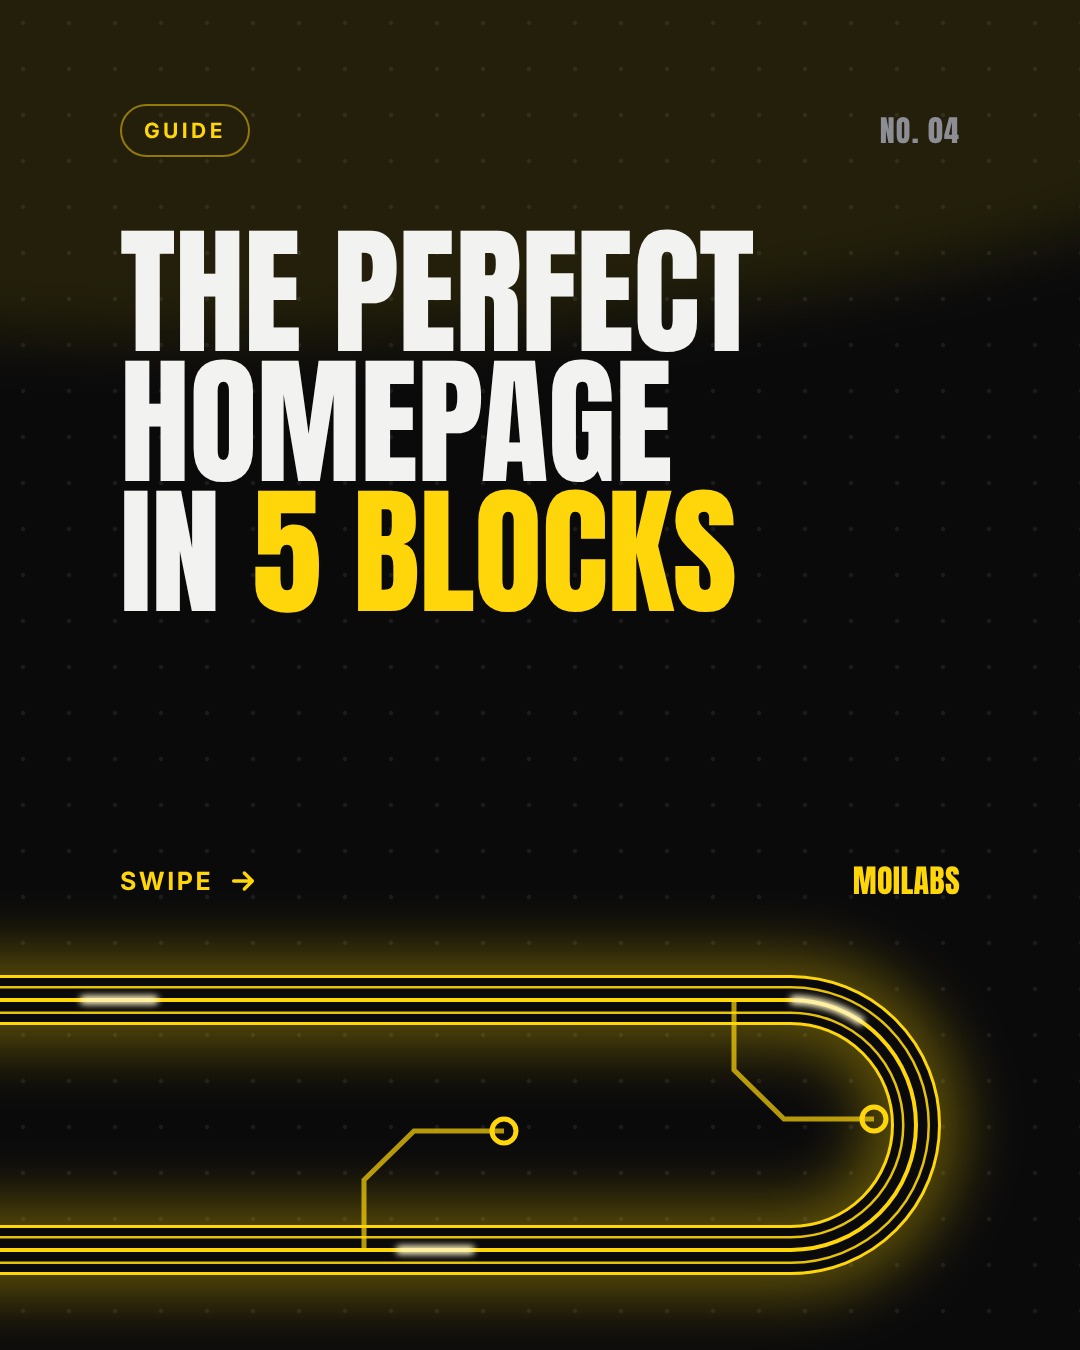 GUIDE
NO. 04
THE PERFECT
HOMEPAGE
IN 5 BLOCKS
SWIPE →
MOILABS